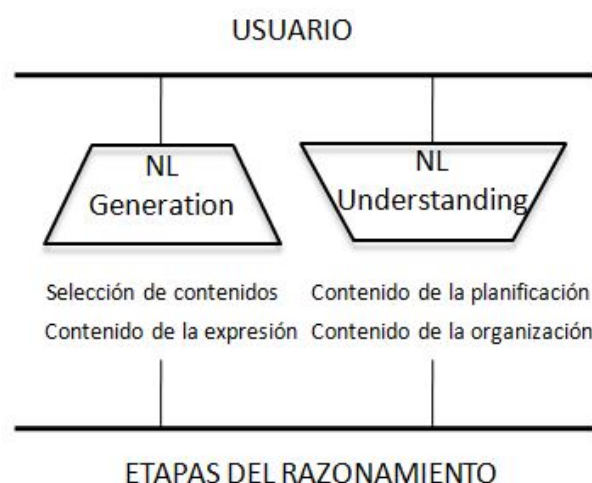 USUARIO
NL
Generation
NL
Understanding
Selección de contenidos
Contenido de la expresión
Contenido de la planificación
Contenido de la organización
ETAPAS DEL RAZONAMIENTO